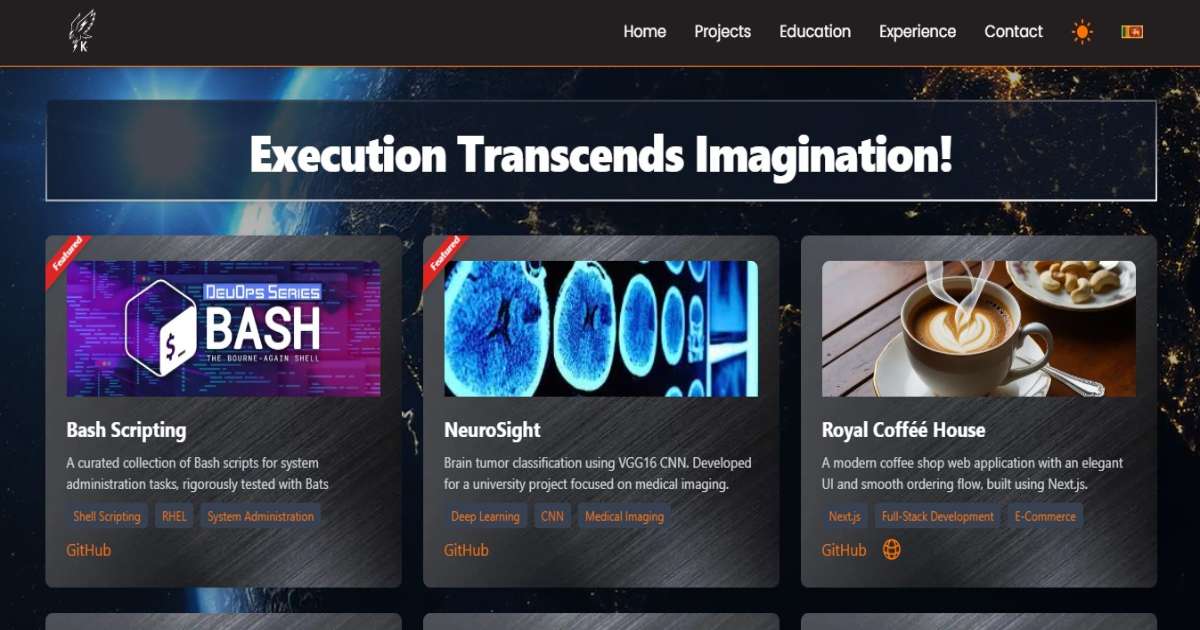 K
Home Projects Education Experience Contact
Execution Transcends Imagination!
Featured
DevOps Series
$_
BASH
THE BOURNE-AGAIN SHELL
Bash Scripting
A curated collection of Bash scripts for system
administration tasks, rigorously tested with Bats
Shell Scripting RHEL System Administration
GitHub
Featured
NeuroSight
Brain tumor classification using VGG16 CNN. Developed
for a university project focused on medical imaging.
Deep Learning CNN Medical Imaging
GitHub
Royal Cofféé House
A modern coffee shop web application with an elegant
UI and smooth ordering flow, built using Next.js.
Next.js Full-Stack Development E-Commerce
GitHub